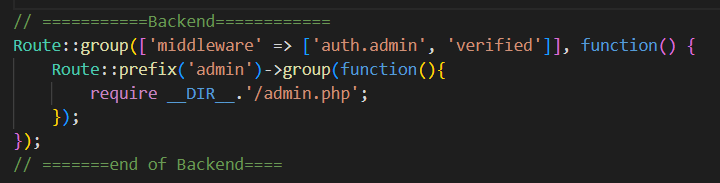 // ===========Backend============
Route::group(['middleware' => ['auth.admin', 'verified']], function() {
    Route::prefix('admin')->group(function(){
        require __DIR__.'/admin.php';
    });
});
// =======end of Backend====